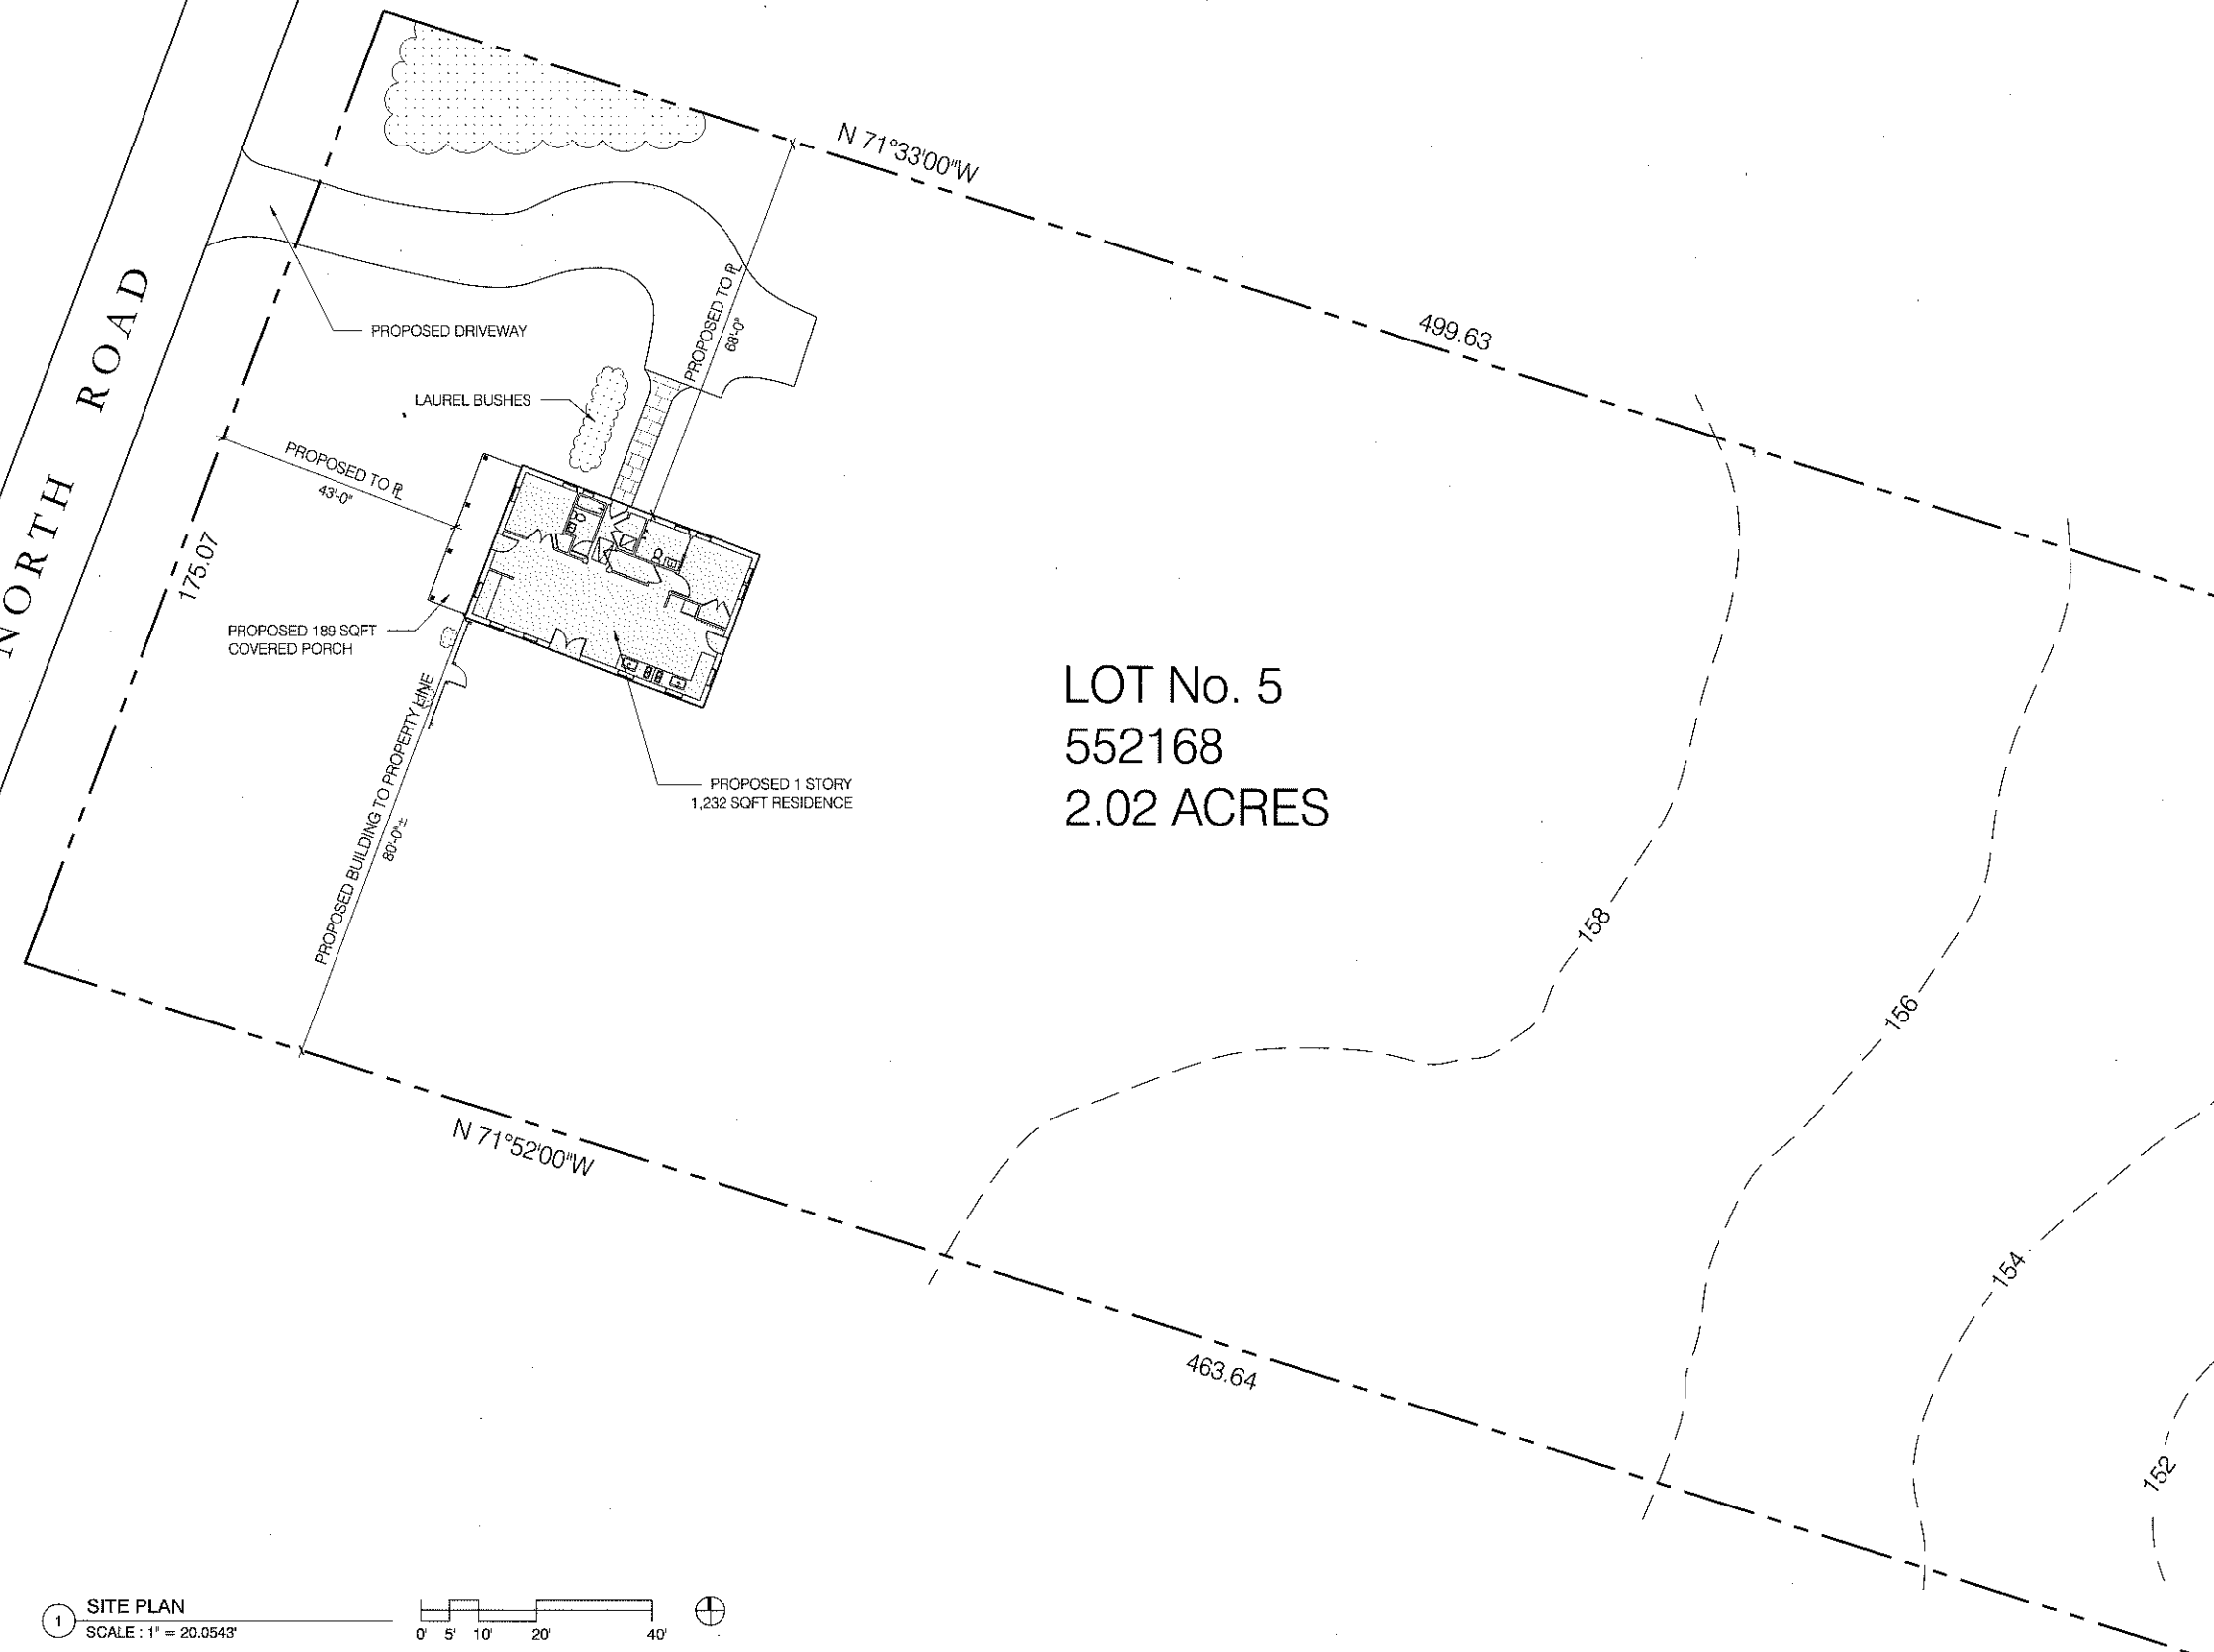 N 71°33'00"W
NORTH ROAD
PROPOSED TO PL
68'-0"
PROPOSED DRIVEWAY
499.63
LAUREL BUSHES
PROPOSED TO PL
43'-0"
175.07
PROPOSED 189 SQFT
COVERED PORCH
LOT No. 5
552168
2.02 ACRES
PROPOSED BUILDING TO PROPERTY LINE
80'-0"±
PROPOSED 1 STORY
1,232 SQFT RESIDENCE
158
156
N 71°52'00"W
154
463.64
152
1
SITE PLAN
SCALE : 1" = 20.0543'
0' 5' 10' 20' 40'